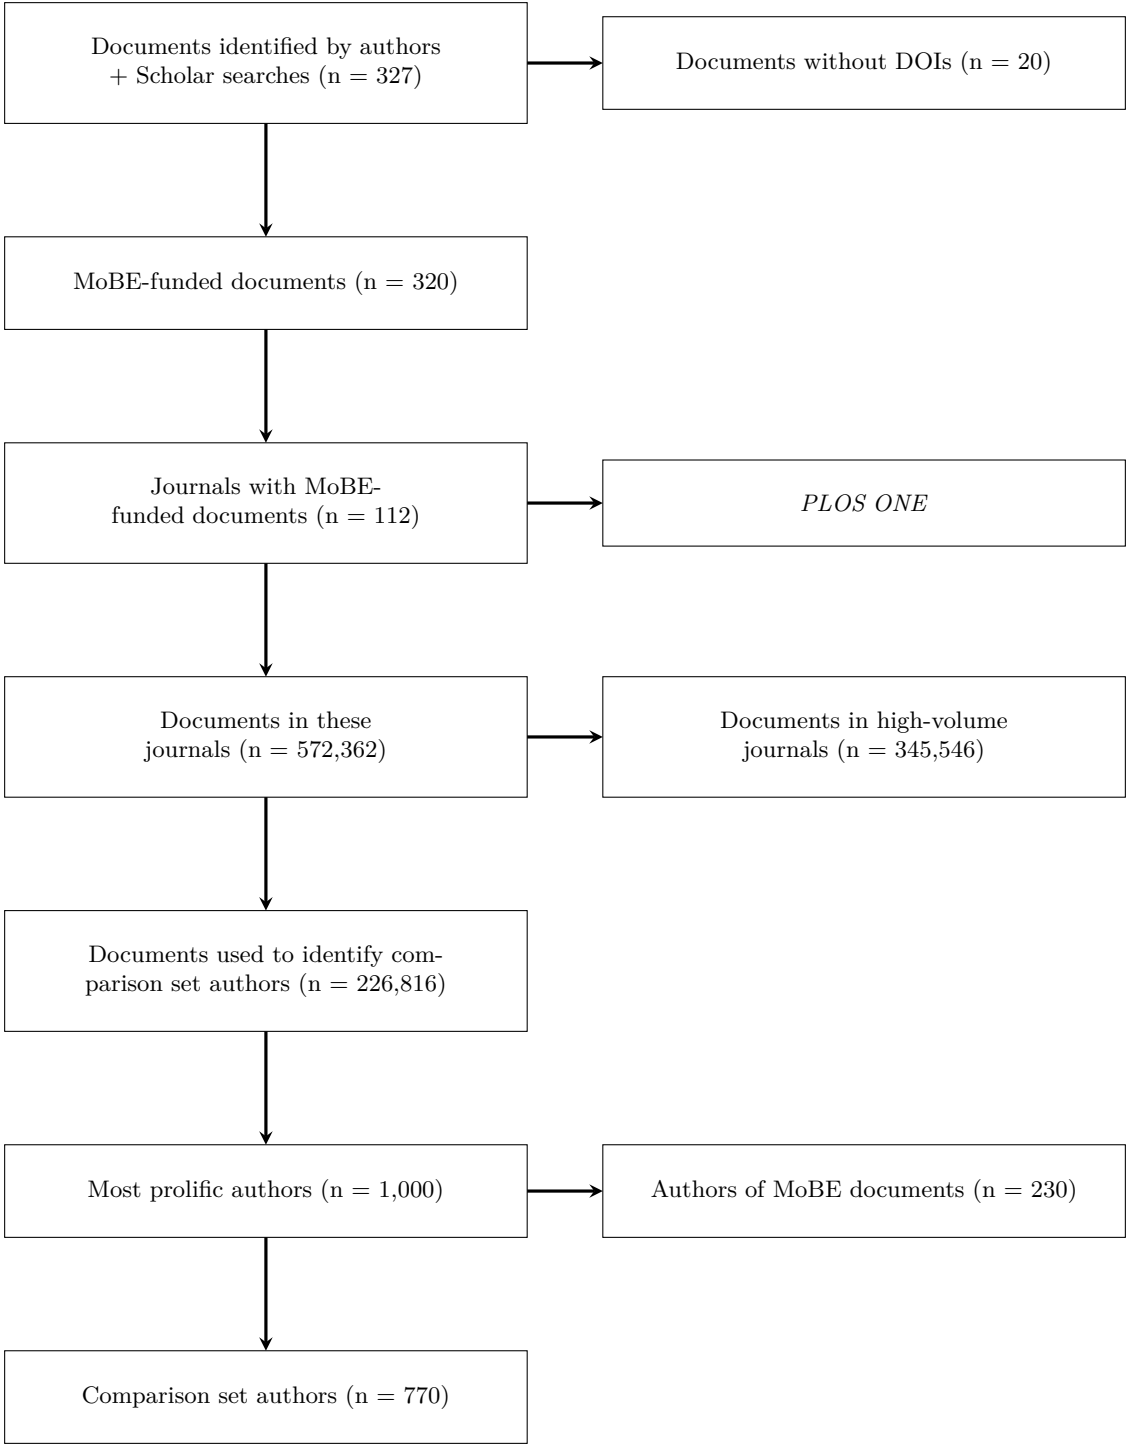 Documents identified by authors
+ Scholar searches (n = 327)
Documents without DOIs (n = 20)
MoBE-funded documents (n = 320)
Journals with MoBE-
funded documents (n = 112)
PLOS ONE
Documents in these
journals (n = 572,362)
Documents in high-volume
journals (n = 345,546)
Documents used to identify com-
parison set authors (n = 226,816)
Most prolific authors (n = 1,000)
Authors of MoBE documents (n = 230)
Comparison set authors (n = 770)